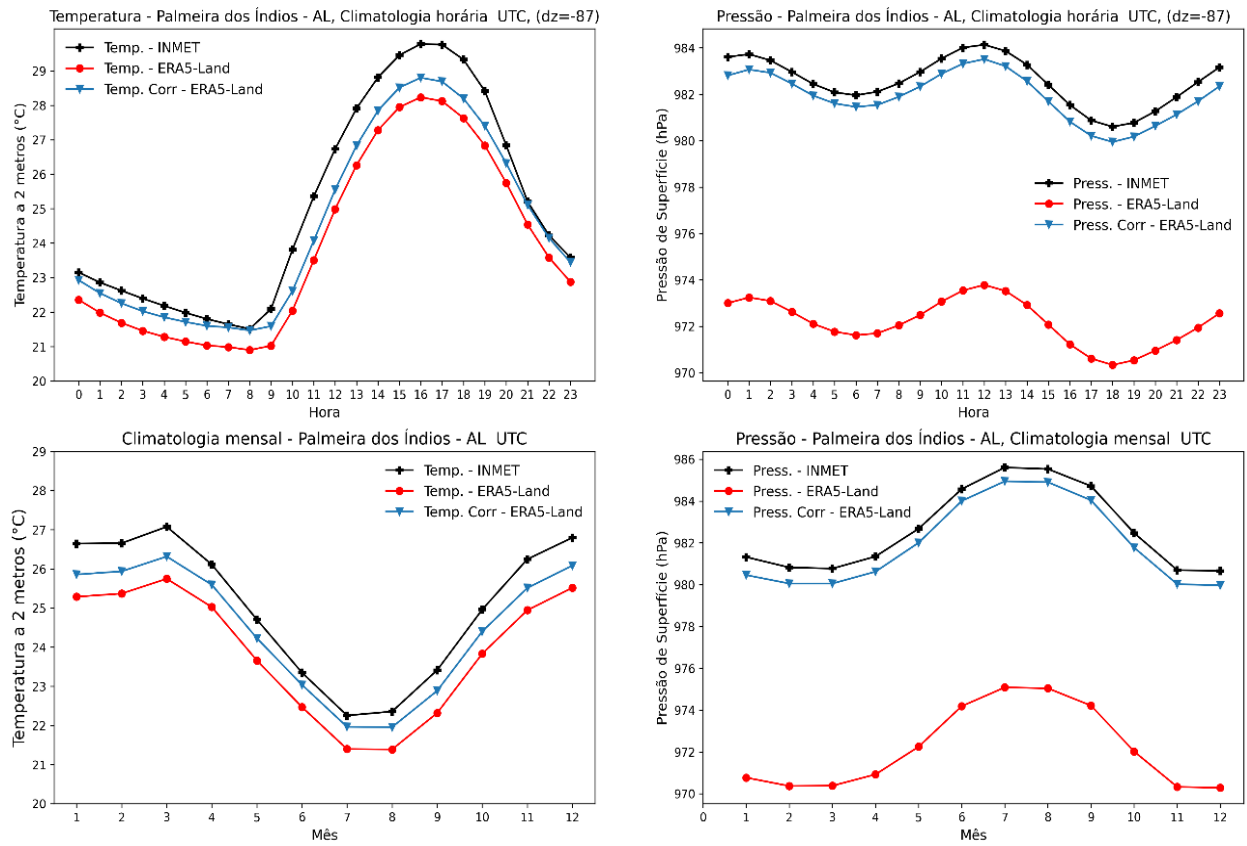 Temperatura - Palmeira dos Índios - AL, Climatologia horária  UTC, (dz=-87)
Temp. - INMET
Temp. - ERA5-Land
Temp. Corr - ERA5-Land
Temperatura a 2 metros (°C)
29
28
27
26
25
24
23
22
21
20
0 1 2 3 4 5 6 7 8 9 10 11 12 13 14 15 16 17 18 19 20 21 22 23
Hora
Pressão - Palmeira dos Índios - AL, Climatologia horária  UTC, (dz=-87)
Press. - INMET
Press. - ERA5-Land
Press. Corr - ERA5-Land
Pressão de Superfície (hPa)
984
982
980
978
976
974
972
970
0 1 2 3 4 5 6 7 8 9 10 11 12 13 14 15 16 17 18 19 20 21 22 23
Hora
Climatologia mensal - Palmeira dos Índios - AL  UTC
Temp. - INMET
Temp. - ERA5-Land
Temp. Corr - ERA5-Land
Temperatura a 2 metros (°C)
29
28
27
26
25
24
23
22
21
20
1 2 3 4 5 6 7 8 9 10 11 12
Mês
Pressão - Palmeira dos Índios - AL, Climatologia mensal  UTC
Press. - INMET
Press. - ERA5-Land
Press. Corr - ERA5-Land
Pressão de Superfície (hPa)
986
984
982
980
978
976
974
972
970
0 1 2 3 4 5 6 7 8 9 10 11 12
Mês